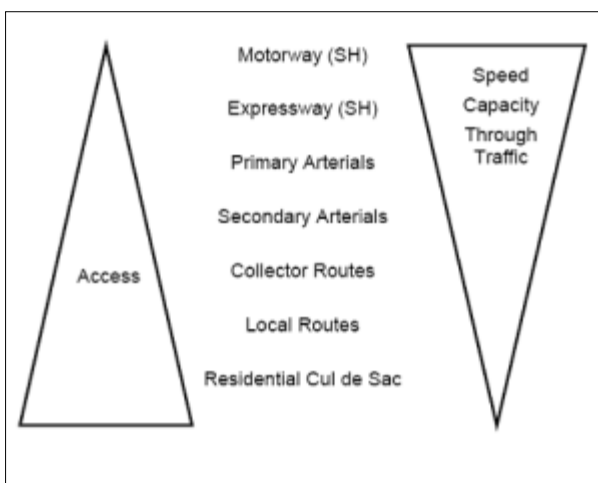 Motorway (SH)
Expressway (SH)
Primary Arterials
Secondary Arterials
Collector Routes
Local Routes
Residential Cul de Sac
Access
Speed
Capacity
Through
Traffic